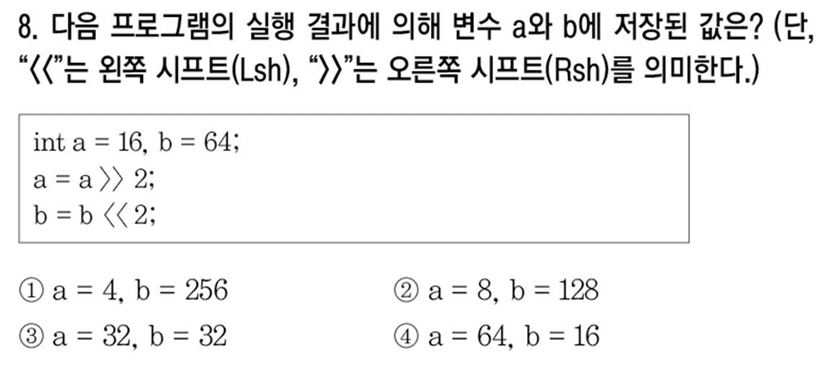 8. 다음 프로그램의 실행 결과에 의해 변수 a와 b에 저장된 값은? (단,
“〈〈”는 왼쪽 시프트(Lsh), “〉〉”는 오른쪽 시프트(Rsh)를 의미한다.)
int a = 16, b = 64;
a = a 〉〉 2;
b = b 〈〈 2;
① a = 4, b = 256 ② a = 8, b = 128
③ a = 32, b = 32 ④ a = 64, b = 16